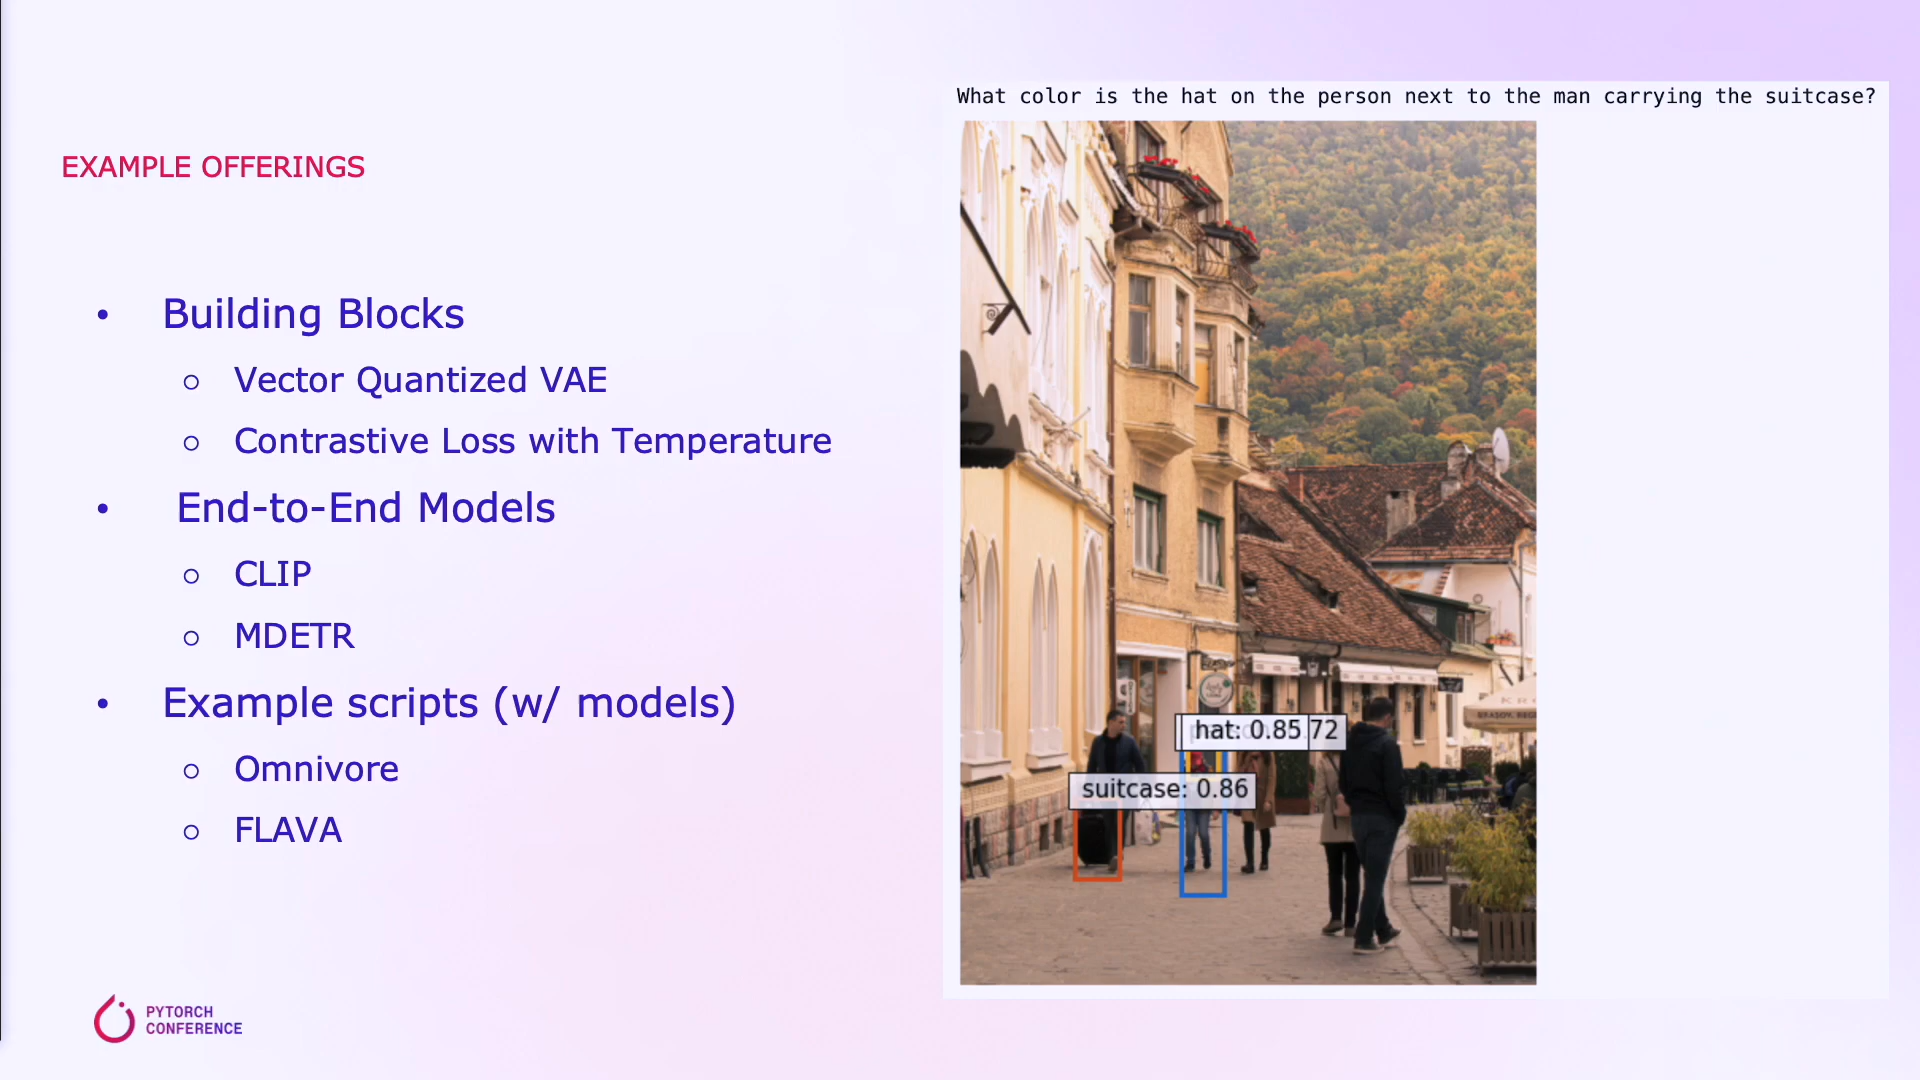 EXAMPLE OFFERINGS
• Building Blocks
○ Vector Quantized VAE
○ Contrastive Loss with Temperature
• End-to-End Models
○ CLIP
○ MDETR
• Example scripts (w/ models)
○ Omnivore
○ FLAVA
PYTORCH
CONFERENCE
What color is the hat on the person next to the man carrying the suitcase?
hat: 0.85 72
suitcase: 0.86